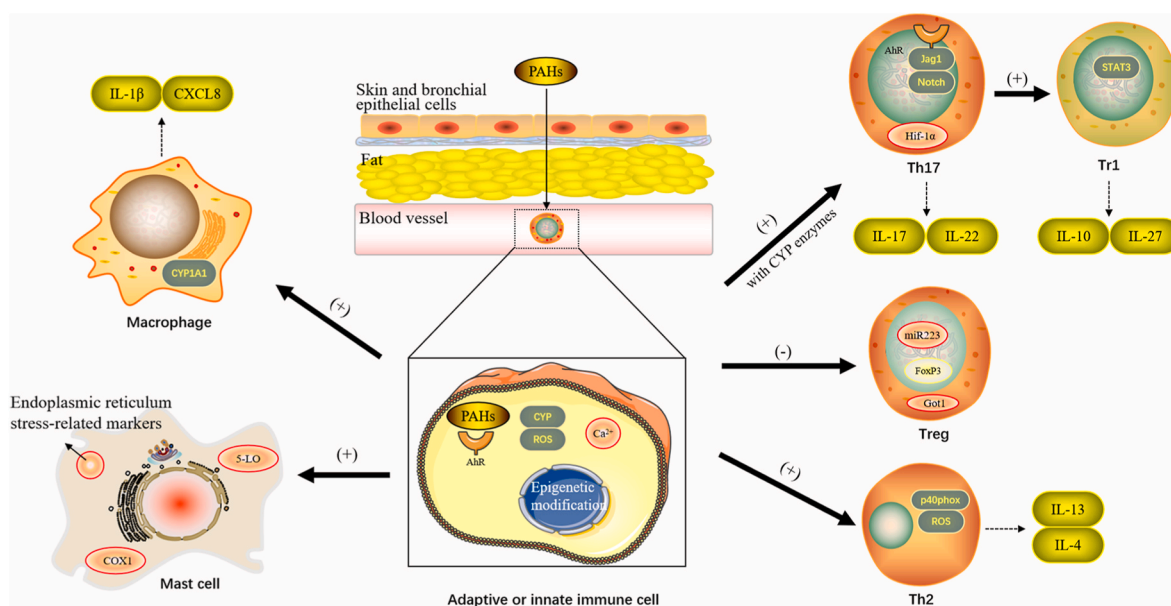 IL-1β
CXCL8
CYP1A1
Macrophage
PAHs
Skin and bronchial
epithelial cells
Fat
Blood vessel
AhR
Jag1
Notch
Hif-1α
Th17
(+)
STAT3
Tr1
IL-17
IL-22
IL-10
IL-27
(+)
with CYP enzymes
(+)
(-)
miR223
FoxP3
Got1
Treg
Endoplasmic reticulum
stress-related markers
5-LO
COX1
Mast cell
(+)
PAHs
AhR
CYP
ROS
Ca²⁺
Epigenetic
modification
Adaptive or innate immune cell
(+)
p40phox
ROS
Th2
IL-13
IL-4